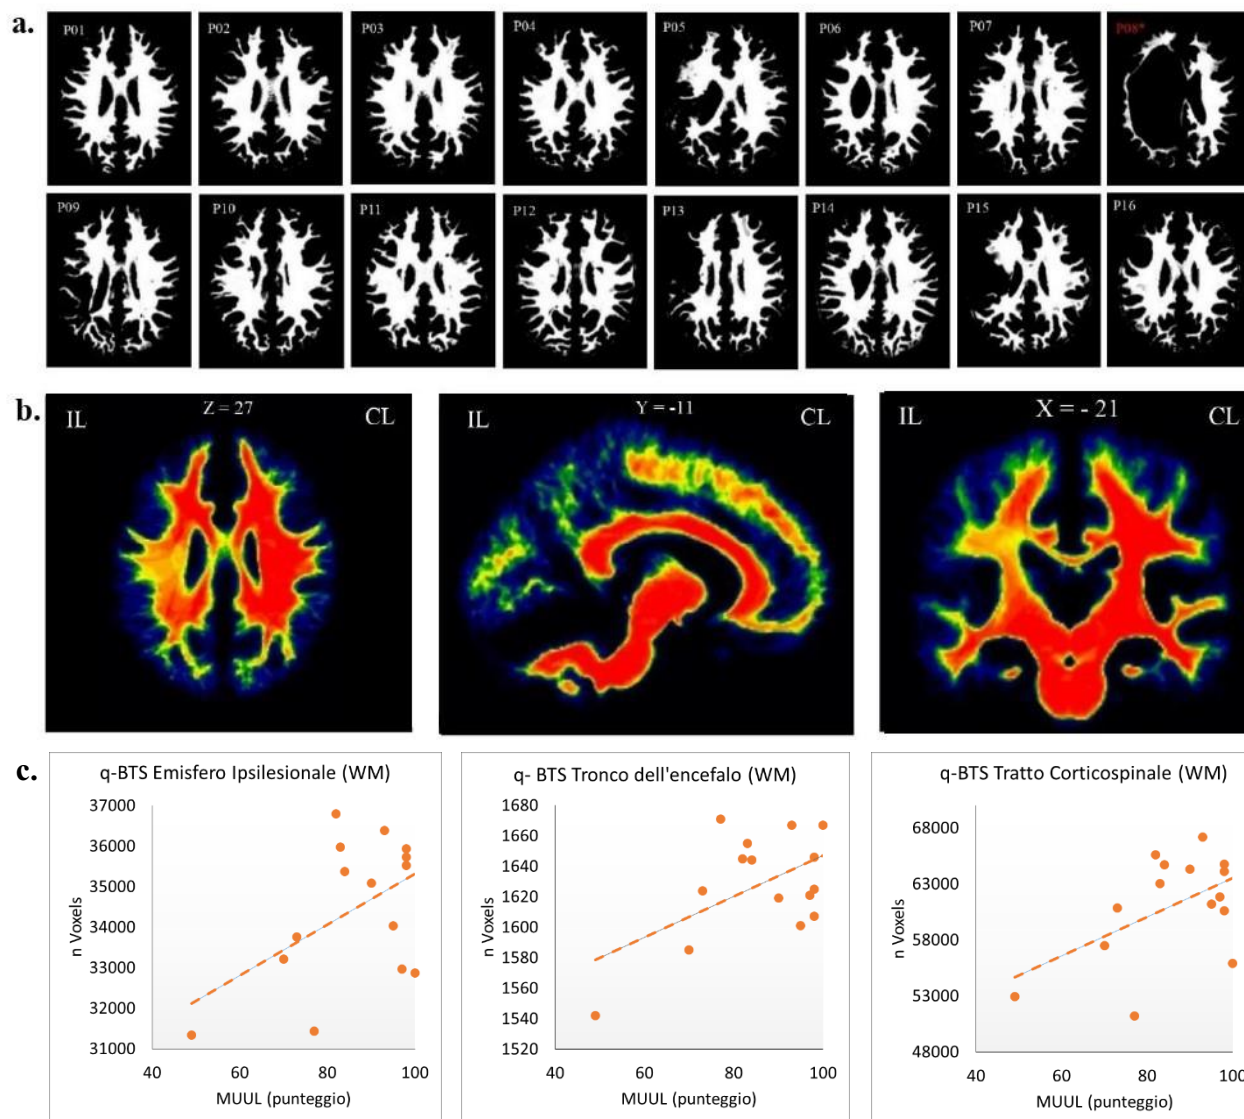 a.
P01 P02 P03 P04 P05 P06 P07 P08*
P09 P10 P11 P12 P13 P14 P15 P16
b.
IL Z = 27 CL
IL Y = -11 CL
IL X = - 21 CL
c.
q-BTS Emisfero Ipsilesionale (WM)
n Voxels
37000
36000
35000
34000
33000
32000
31000
40 60 80 100
MUUL (punteggio)
q- BTS Tronco dell'encefalo (WM)
n Voxels
1680
1660
1640
1620
1600
1580
1560
1540
1520
40 60 80 100
MUUL (punteggio)
q-BTS Tratto Corticospinale (WM)
n Voxels
68000
63000
58000
53000
48000
40 60 80 100
MUUL (punteggio)